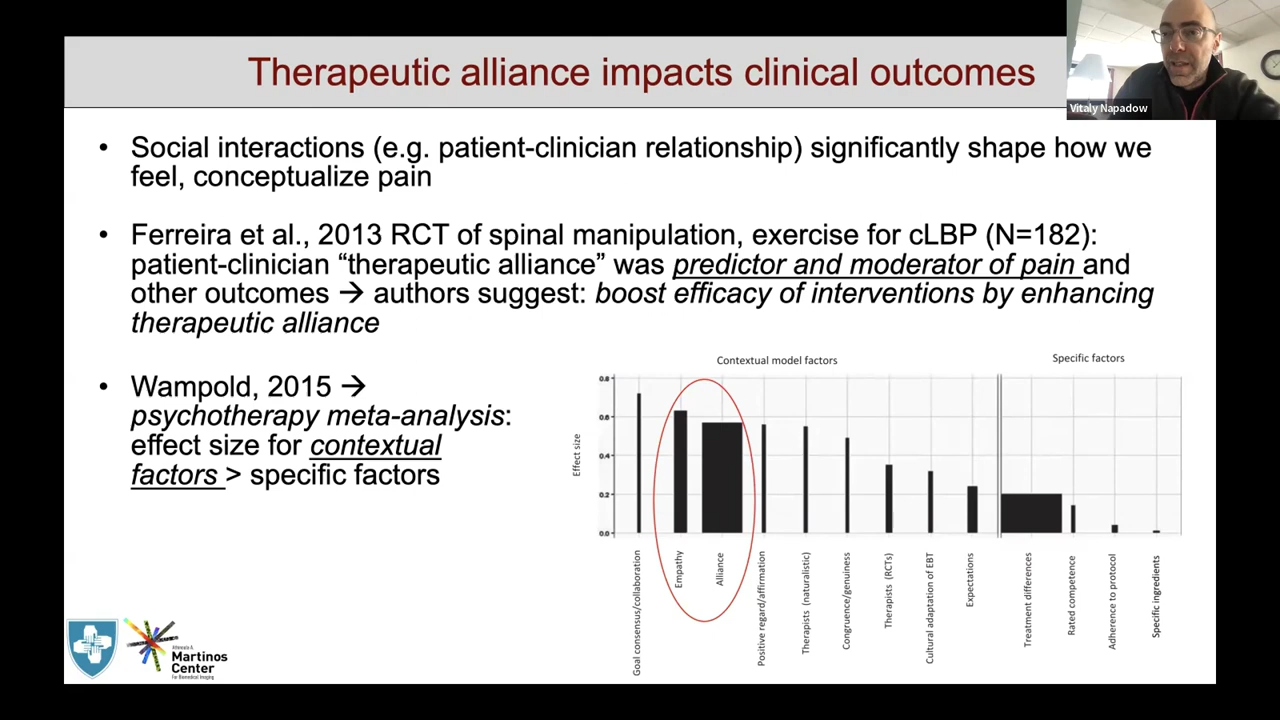 Therapeutic alliance impacts clinical outcomes
Vitaly Napadow
• Social interactions (e.g. patient-clinician relationship) significantly shape how we
feel, conceptualize pain
• Ferreira et al., 2013 RCT of spinal manipulation, exercise for cLBP (N=182):
patient-clinician “therapeutic alliance” was predictor and moderator of pain and
other outcomes → authors suggest: boost efficacy of interventions by enhancing
therapeutic alliance
• Wampold, 2015 →
psychotherapy meta-analysis:
effect size for contextual
factors > specific factors
Contextual model factors
Specific factors
Effect size
0.8
0.6
0.4
0.2
0.0
Goal consensus/collaboration
Empathy
Alliance
Positive regard/affirmation
Therapists (naturalistic)
Congruence/genuiness
Therapists (RCTs)
Cultural adaptation of EBT
Expectations
Treatment differences
Rated competence
Adherence to protocol
Specific ingredients
Athinoula A.
Martinos
Center
For Biomedical Imaging